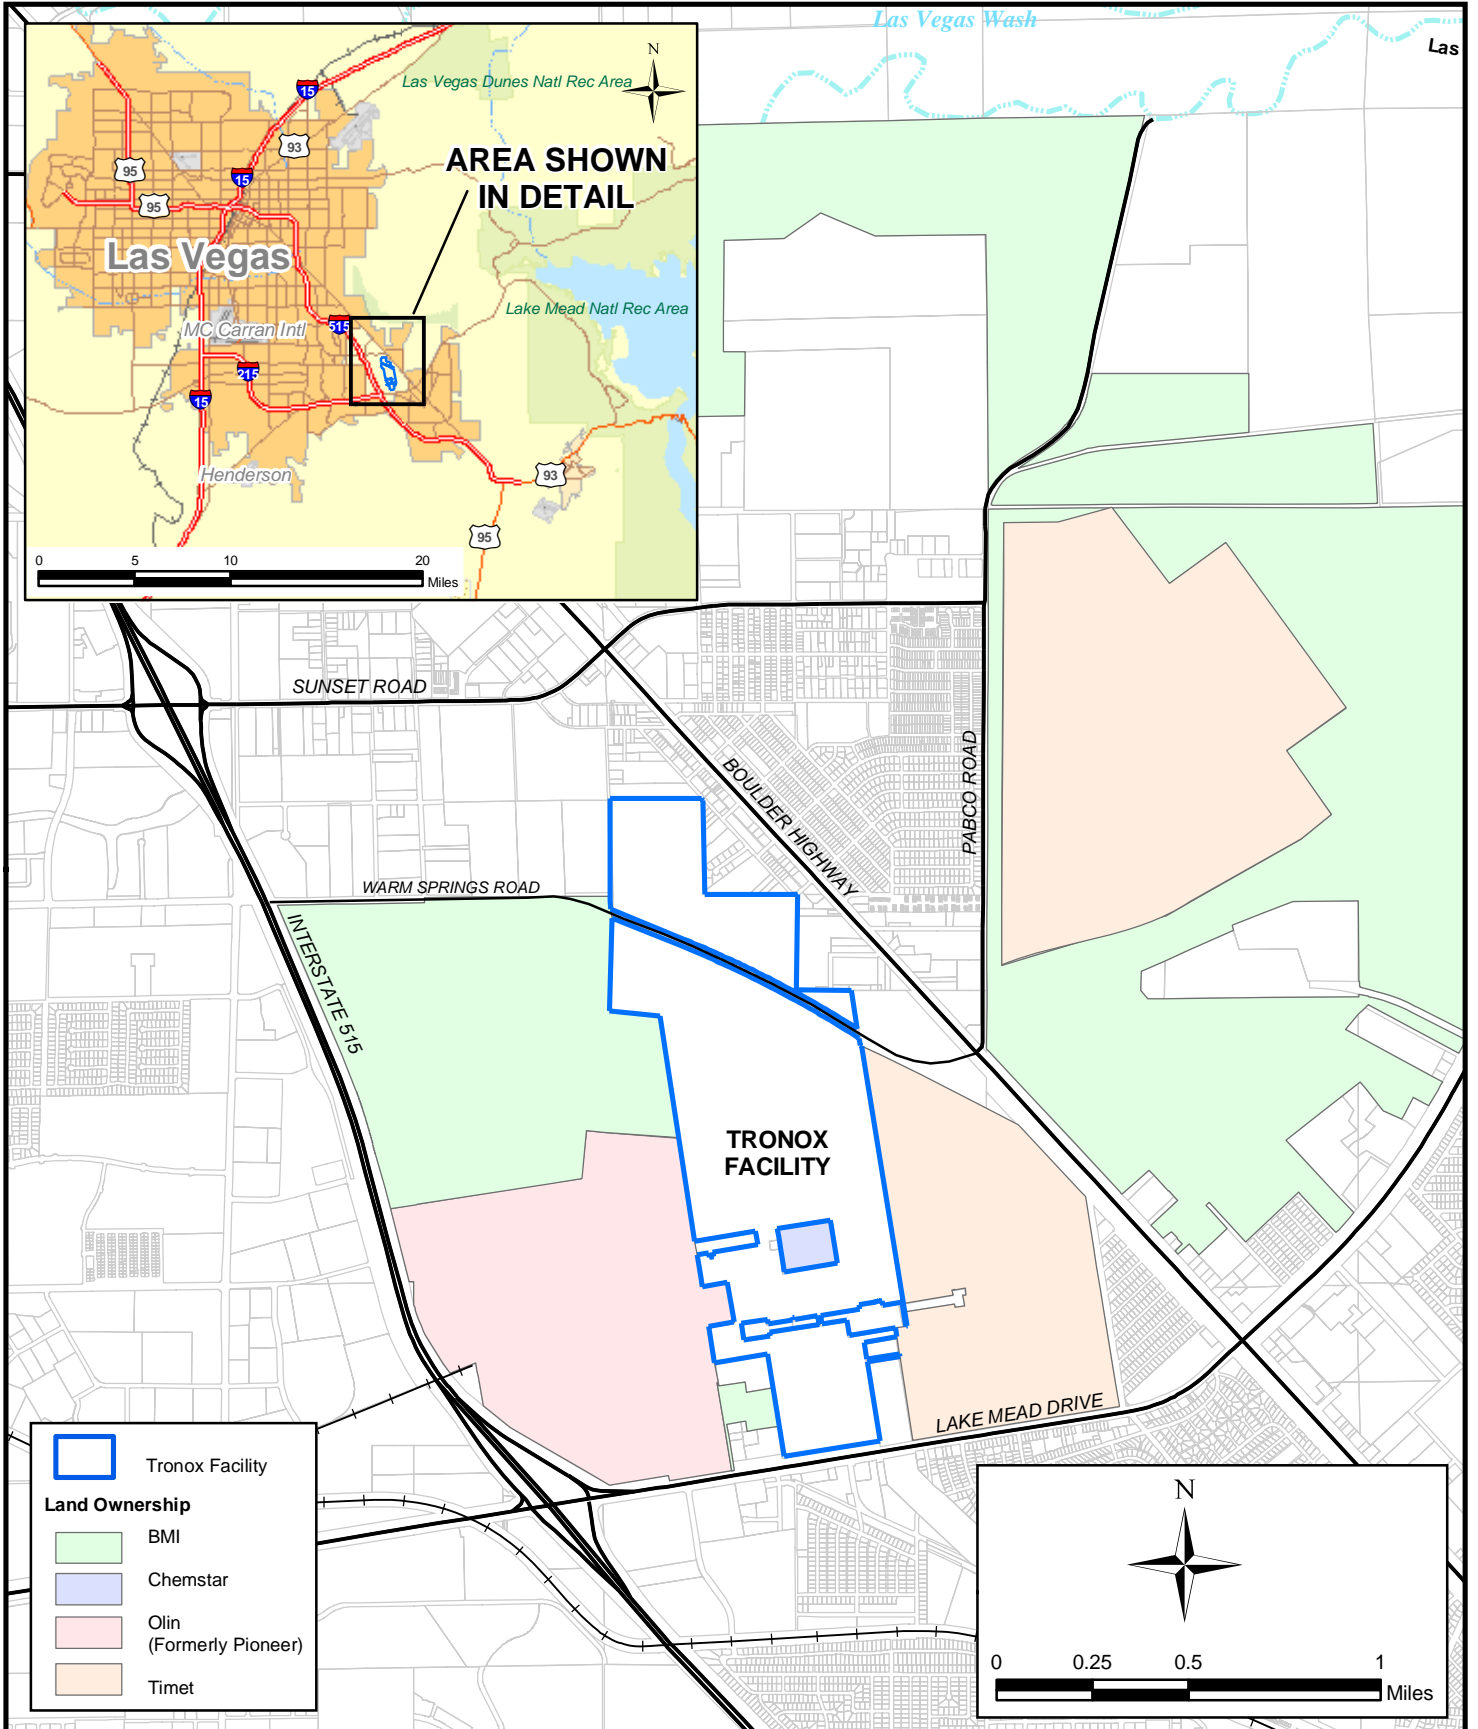 Las Vegas Wash
Las
N
Las Vegas Dunes Natl Rec Area
15
93
AREA SHOWN
IN DETAIL
95
15
95
Las Vegas
Lake Mead Natl Rec Area
MC Carran Intl
515
215
15
Henderson
93
95
0 5 10 20
Miles
SUNSET ROAD
BOULDER HIGHWAY
PABCO ROAD
WARM SPRINGS ROAD
INTERSTATE 515
TRONOX
FACILITY
LAKE MEAD DRIVE
Tronox Facility
Land Ownership
BMI
Chemstar
Olin
(Formerly Pioneer)
Timet
N
0 0.25 0.5 1
Miles